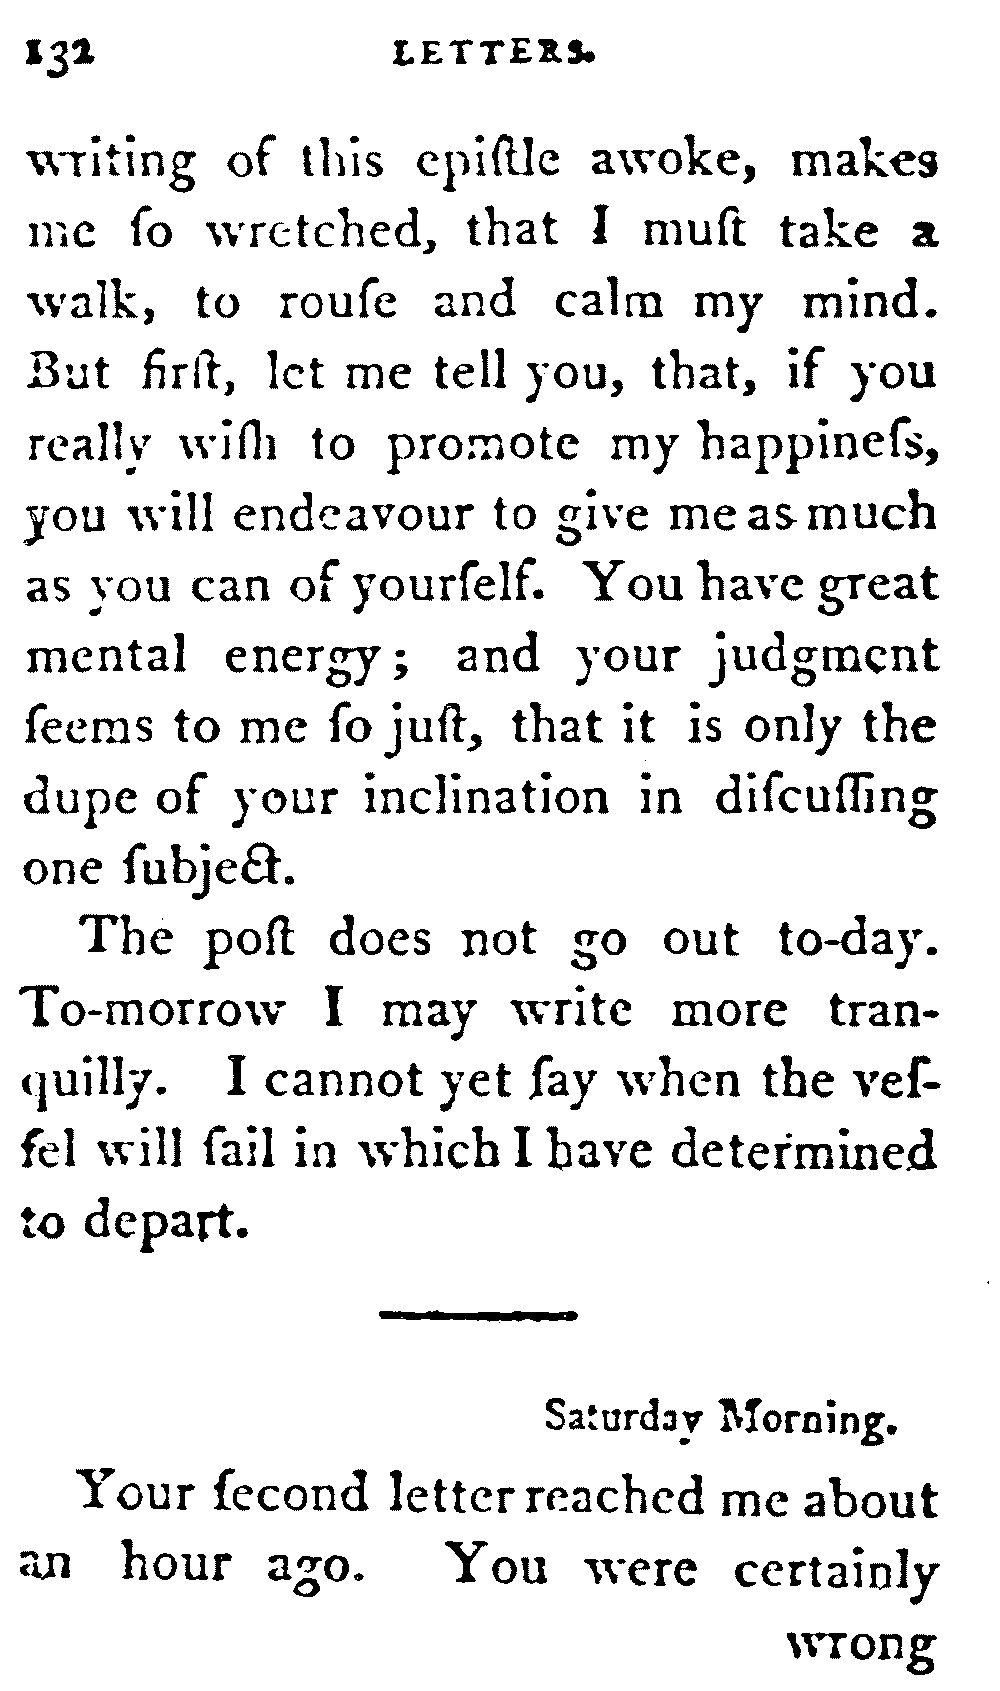 132 LETTERS.
writing of this epiſtle awoke, makes
me ſo wretched, that I muſt take a
walk, to rouſe and calm my mind.
But firſt, let me tell you, that, if you
really wiſh to promote my happineſs,
you will endeavour to give me as much
as you can of yourſelf. You have great
mental energy; and your judgment
ſeems to me ſo juſt, that it is only the
dupe of your inclination in diſcuſſing
one ſubject.
The poſt does not go out to-day.
To-morrow I may write more tran-
quilly. I cannot yet ſay when the veſ-
ſel will ſail in which I have determined
to depart.
Saturday Morning.
Your ſecond letter reached me about
an hour ago. You were certainly
wrong